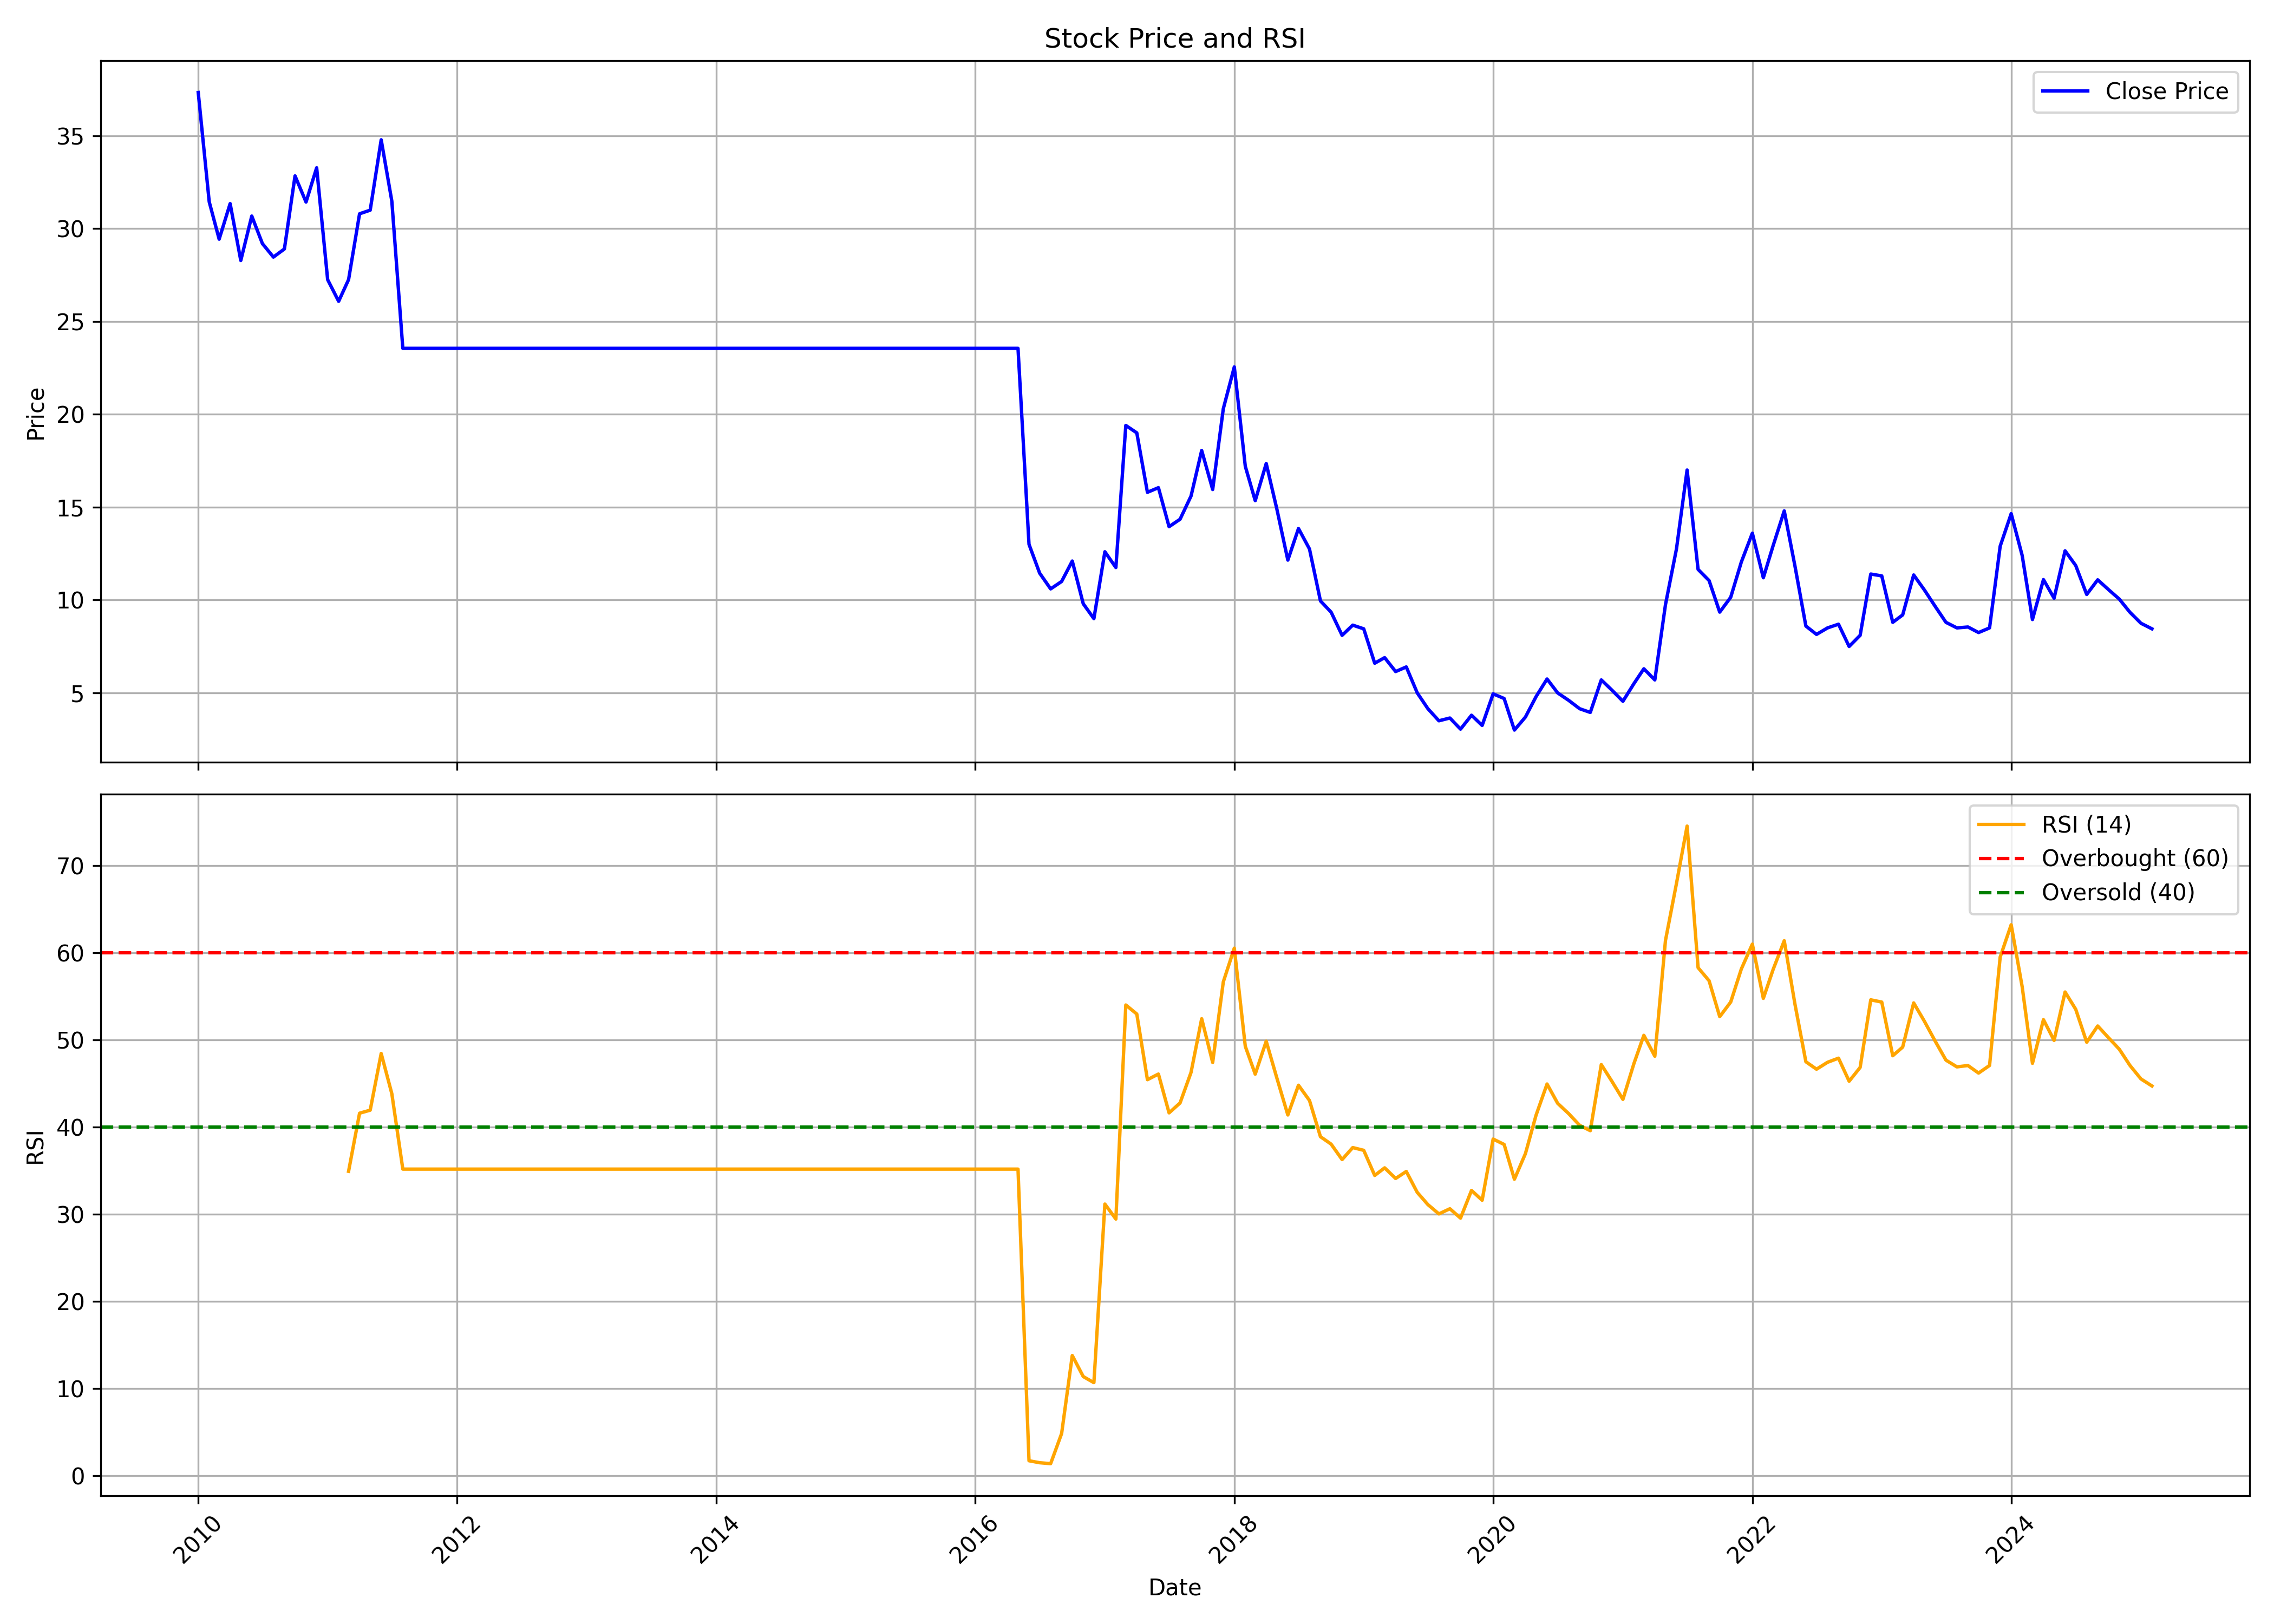 Stock Price and RSI
Close Price
Price
35
30
25
20
15
10
5
RSI (14)
Overbought (60)
Oversold (40)
RSI
70
60
50
40
30
20
10
0
2010 2012 2014 2016 2018 2020 2022 2024
Date